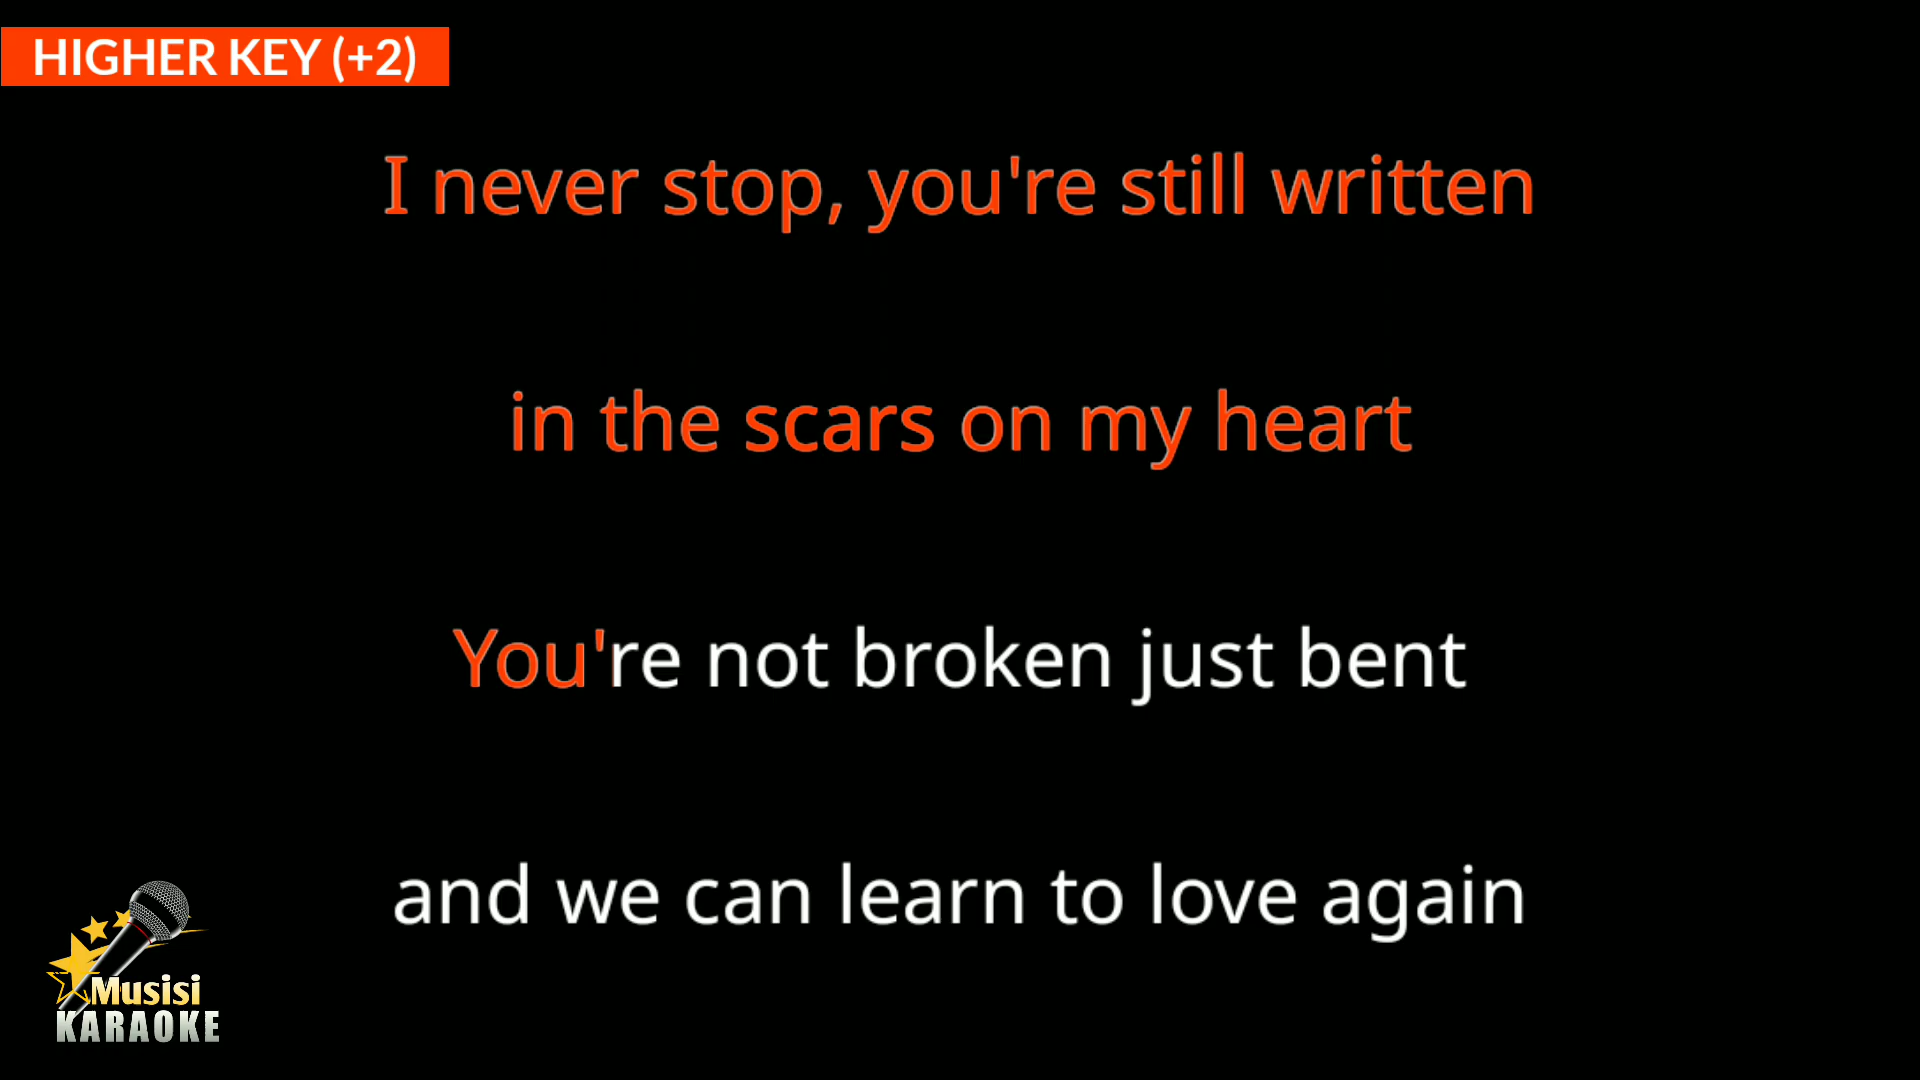 HIGHER KEY (+2)
I never stop, you're still written
in the scars on my heart
You're not broken just bent
and we can learn to love again
Musisi
KARAOKE